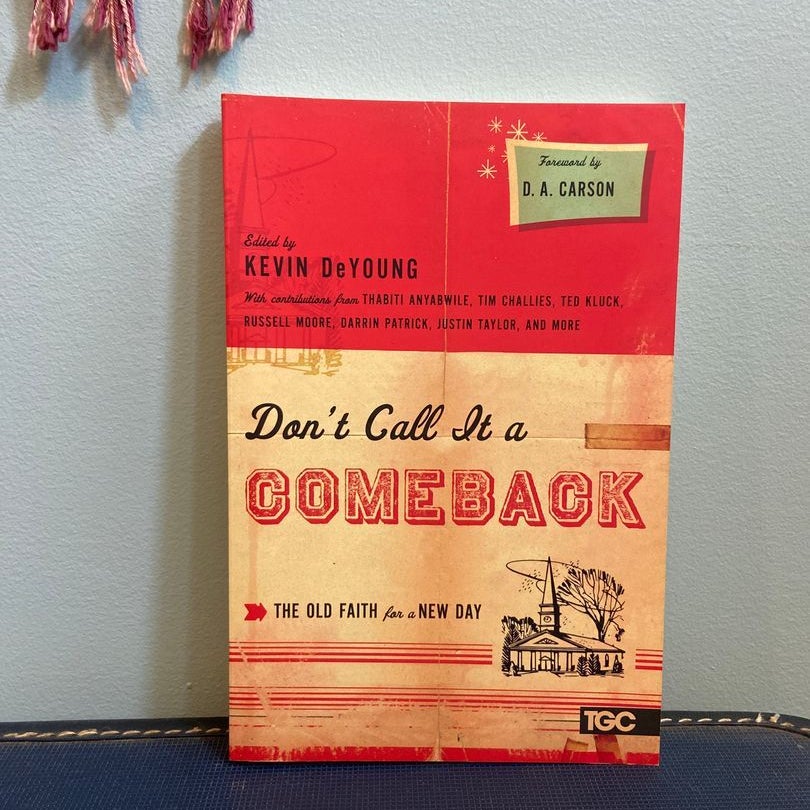 Foreword by
D. A. CARSON
Edited by
KEVIN DeYOUNG
With contributions from THABITI ANYABWILE, TIM CHALLIES, TED KLUCK,
RUSSELL MOORE, DARRIN PATRICK, JUSTIN TAYLOR, AND MORE
Don't Call It a
COMEBACK
THE OLD FAITH for a NEW DAY
TGC